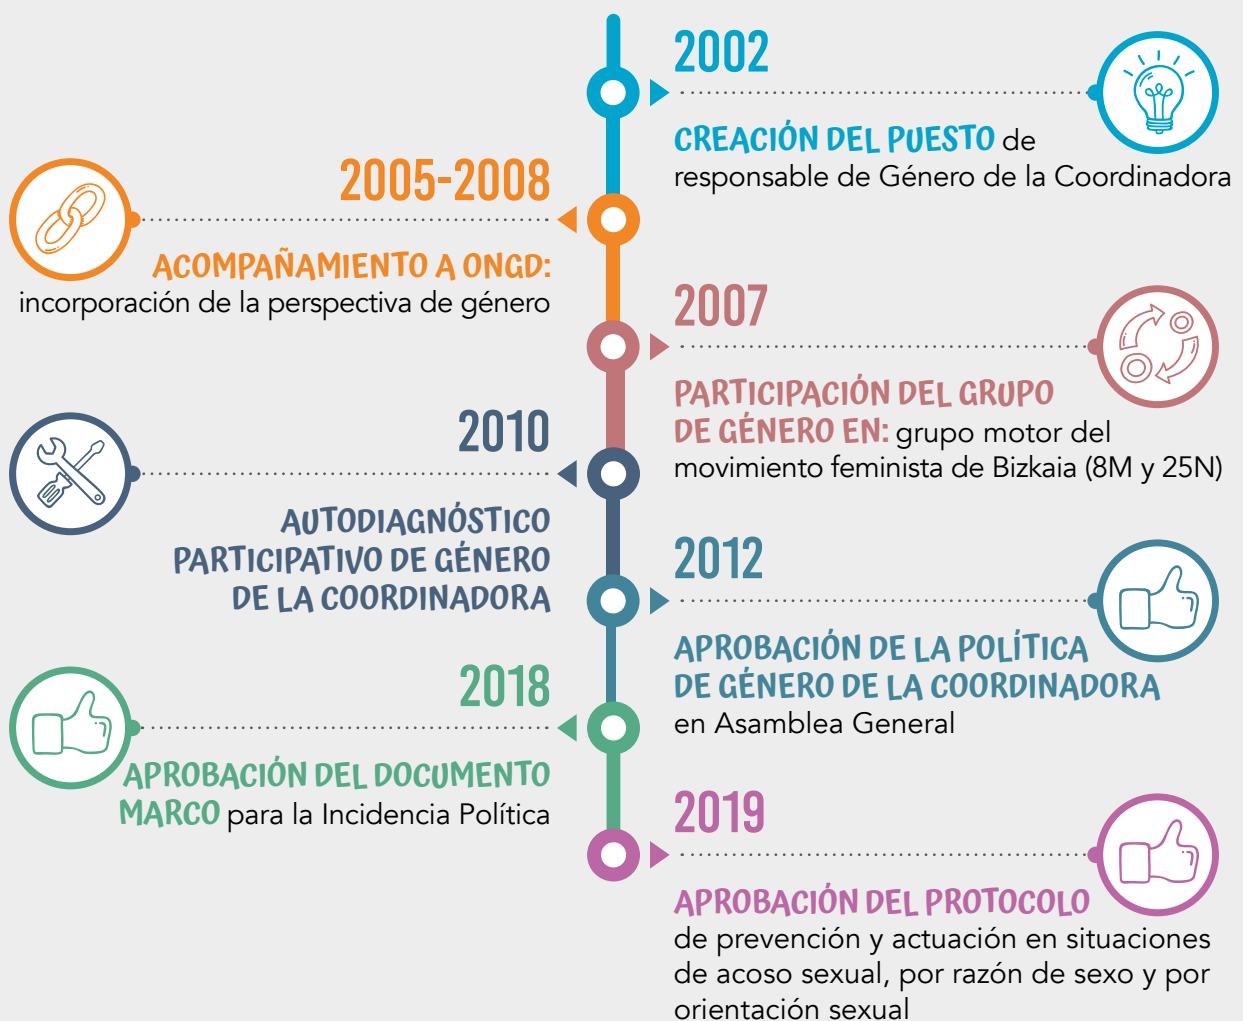 2002
CREACIÓN DEL PUESTO de
responsable de Género de la Coordinadora
2005-2008
ACOMPAÑAMIENTO A ONGD:
incorporación de la perspectiva de género
2007
PARTICIPACIÓN DEL GRUPO
DE GÉNERO EN: grupo motor del
movimiento feminista de Bizkaia (8M y 25N)
2010
AUTODIAGNÓSTICO
PARTICIPATIVO DE GÉNERO
DE LA COORDINADORA
2012
APROBACIÓN DE LA POLÍTICA
DE GÉNERO DE LA COORDINADORA
en Asamblea General
2018
APROBACIÓN DEL DOCUMENTO
MARCO para la Incidencia Política
2019
APROBACIÓN DEL PROTOCOLO
de prevención y actuación en situaciones
de acoso sexual, por razón de sexo y por
orientación sexual